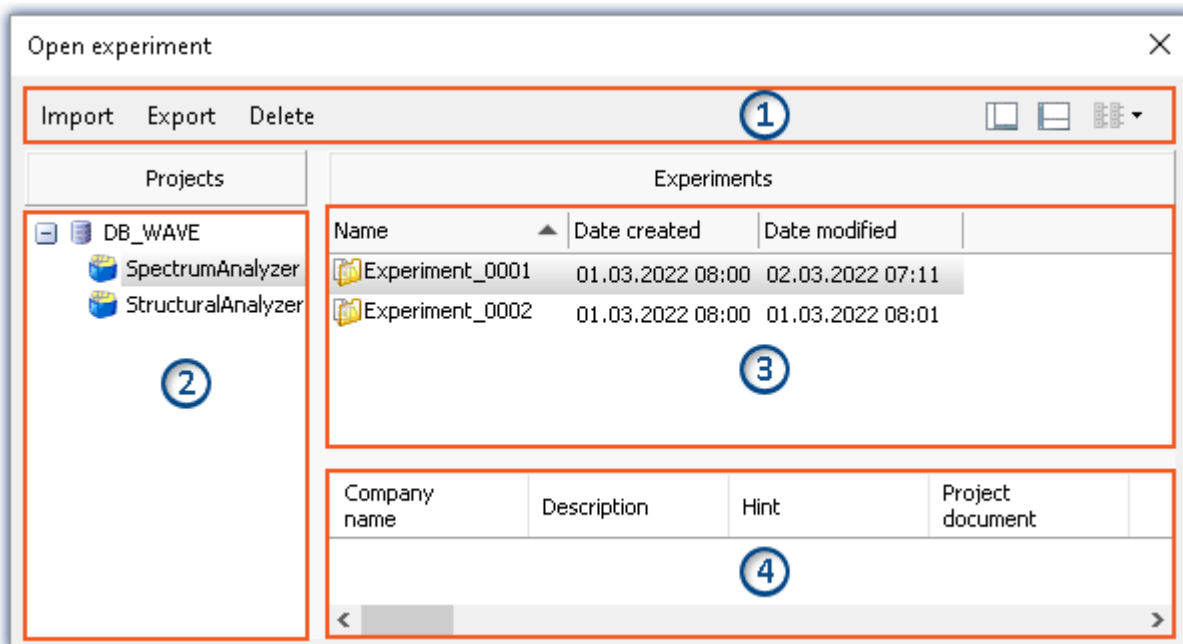 Open experiment
Import Export Delete
1
Projects
Experiments
DB_WAVE
SpectrumAnalyzer
StructuralAnalyzer
2
Name Date created Date modified
Experiment_0001 01.03.2022 08:00 02.03.2022 07:11
Experiment_0002 01.03.2022 08:00 01.03.2022 08:01
3
Company name Description Hint Project document
4